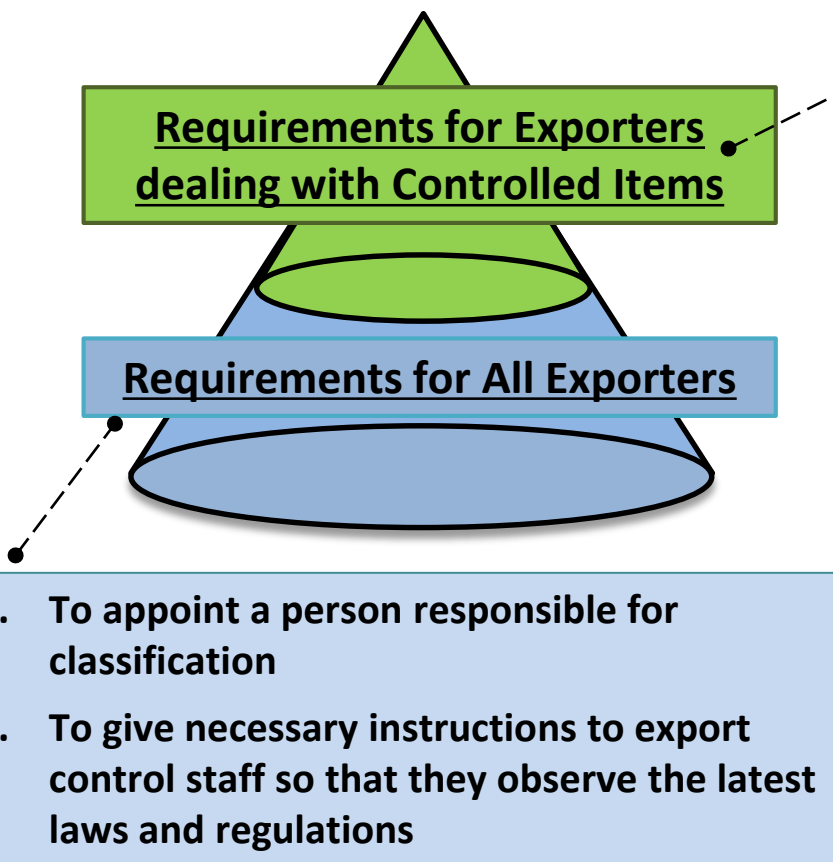 Requirements for Exporters
dealing with Controlled Items
Requirements for All Exporters
. To appoint a person responsible for
classification
. To give necessary instructions to export
control staff so that they observe the latest
laws and regulations